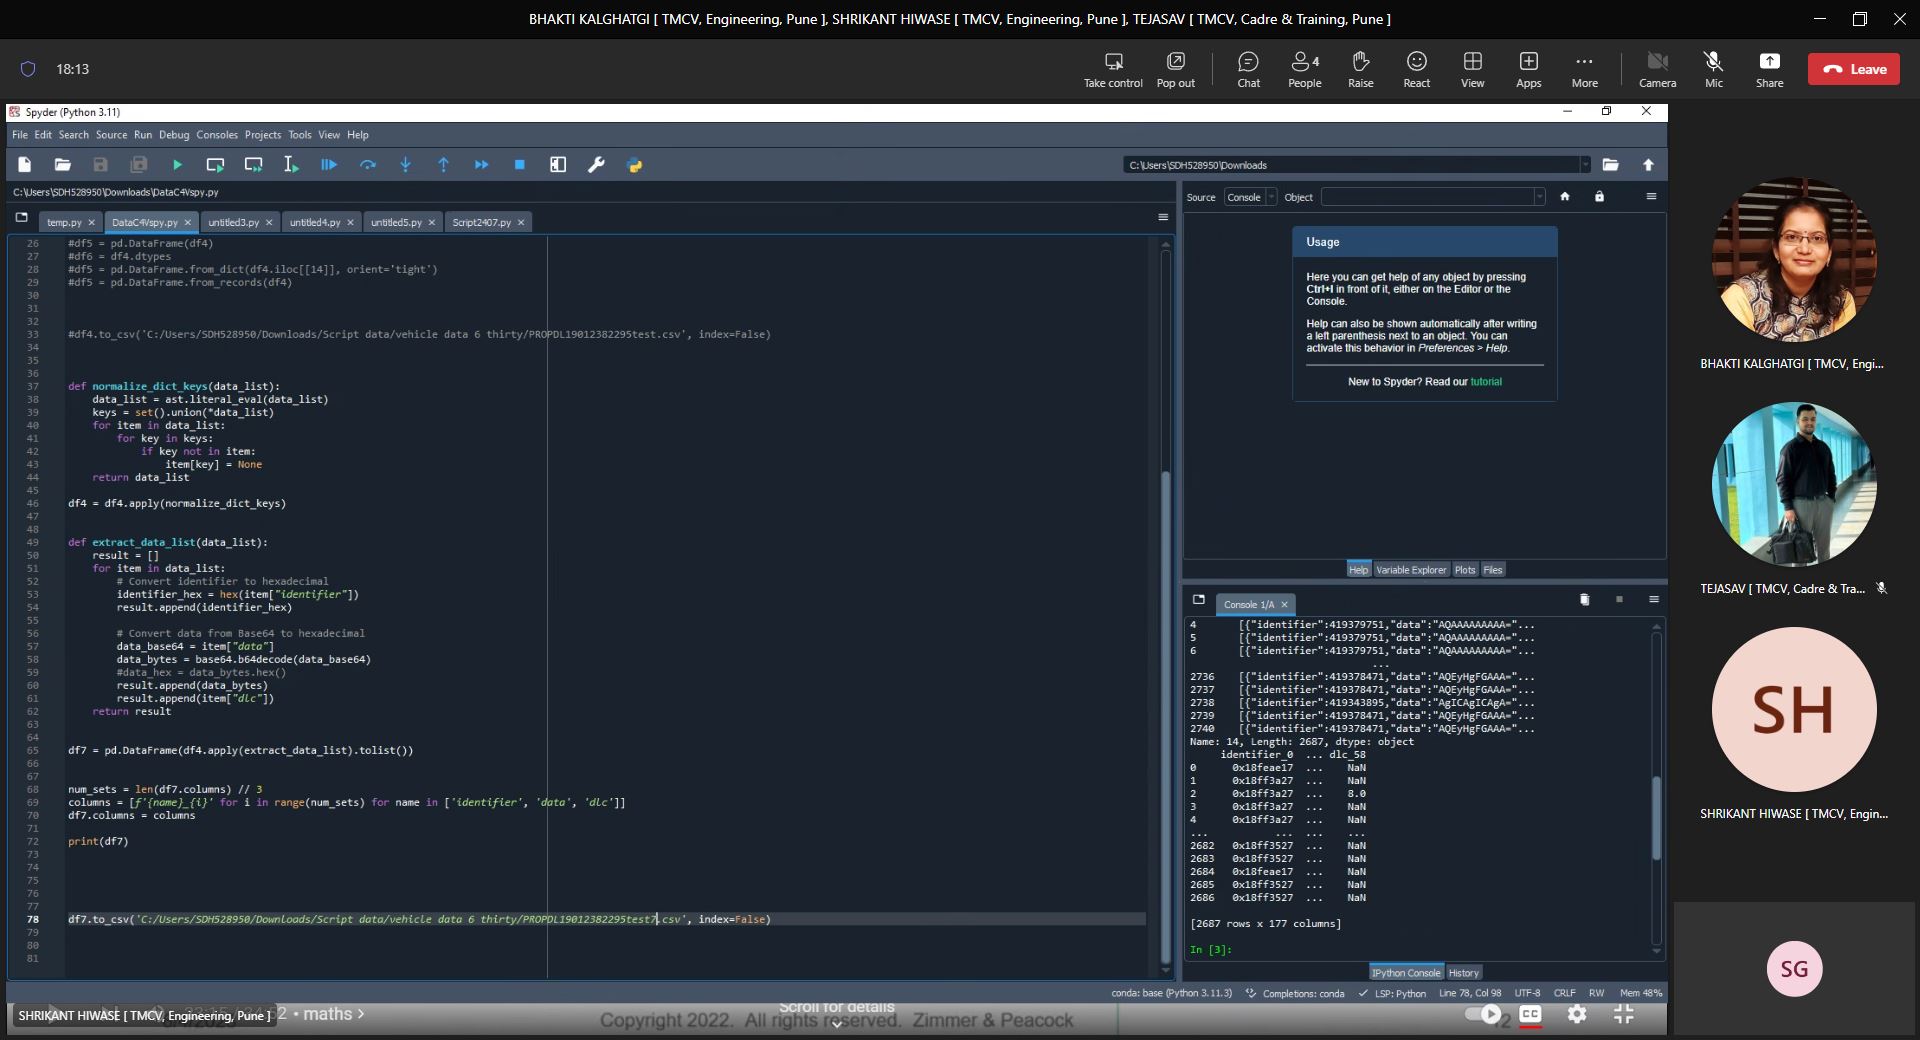 BHAKTI KALGHATGI [ TMCV, Engineering, Pune ], SHRIKANT HIWASE [ TMCV, Engineering, Pune ], TEJASAV [ TMCV, Cadre & Training, Pune ]
18:13
Take control Pop out Chat People 4 Raise React View Apps More Camera Mic Share Leave
Spyder (Python 3.11)
File Edit Search Source Run Debug Consoles Projects Tools View Help
C:\Users\SDH528950\Downloads
C:\Users\SDH528950\Downloads\DataC4Vspy.py
temp.py DataC4Vspy.py untitled3.py untitled4.py untitled5.py Script2407.py
26 #df5 = pd.DataFrame(df4)
27 #df6 = df4.dtypes
28 #df5 = pd.DataFrame.from_dict(df4.iloc[[14]], orient='tight')
29 #df5 = pd.DataFrame.from_records(df4)
30
31
32
33 #df4.to_csv('C:/Users/SDH528950/Downloads/Script data/vehicle data 6 thirty/PROPDL19012382295test.csv', index=False)
34
35
36
37 def normalize_dict_keys(data_list):
38 data_list = ast.literal_eval(data_list)
39 keys = set().union(*data_list)
40 for item in data_list:
41 for key in keys:
42 if key not in item:
43 item[key] = None
44 return data_list
45
46 df4 = df4.apply(normalize_dict_keys)
47
48
49 def extract_data_list(data_list):
50 result = []
51 for item in data_list:
52 # Convert identifier to hexadecimal
53 identifier_hex = hex(item["identifier"])
54 result.append(identifier_hex)
55
56 # Convert data from Base64 to hexadecimal
57 data_base64 = item["data"]
58 data_bytes = base64.b64decode(data_base64)
59 #data_hex = data_bytes.hex()
60 result.append(data_bytes)
61 result.append(item["dlc"])
62 return result
63
64
65 df7 = pd.DataFrame(df4.apply(extract_data_list).tolist())
66
67
68 num_sets = len(df7.columns) // 3
69 columns = [f'{name}_{i}' for i in range(num_sets) for name in ['identifier', 'data', 'dlc']]
70 df7.columns = columns
71
72 print(df7)
73
74
75
76
77
78 df7.to_csv('C:/Users/SDH528950/Downloads/Script data/vehicle data 6 thirty/PROPDL19012382295test7.csv', index=False)
79
80
81
Source Console Object
Usage
Here you can get help of any object by pressing
Ctrl+I in front of it, either on the Editor or the
Console.
Help can also be shown automatically after writing
a left parenthesis next to an object. You can
activate this behavior in Preferences > Help.
New to Spyder? Read our tutorial
Help Variable Explorer Plots Files
Console 1/A
4 [{"identifier":419379751,"data":"AQAAAAAAAAA="...
5 [{"identifier":419379751,"data":"AQAAAAAAAAA="...
6 [{"identifier":419379751,"data":"AQAAAAAAAAA="...
...
2736 [{"identifier":419378471,"data":"AQEyHgFGAAA="...
2737 [{"identifier":419378471,"data":"AQEyHgFGAAA="...
2738 [{"identifier":419343895,"data":"AgICAgICAgA="...
2739 [{"identifier":419378471,"data":"AQEyHgFGAAA="...
2740 [{"identifier":419378471,"data":"AQEyHgFGAAA="...
Name: 14, Length: 2687, dtype: object
identifier_0 ... dlc_58
0 0x18feae17 ... NaN
1 0x18ff3a27 ... NaN
2 0x18ff3a27 ... 8.0
3 0x18ff3a27 ... NaN
4 0x18ff3a27 ... NaN
... ... ... ...
2682 0x18ff3527 ... NaN
2683 0x18ff3527 ... NaN
2684 0x18feae17 ... NaN
2685 0x18ff3527 ... NaN
2686 0x18ff3527 ... NaN
[2687 rows x 177 columns]
In [3]:
IPython Console History
conda: base (Python 3.11.3) Completions: conda LSP: Python Line 78, Col 98 UTF-8 CRLF RW Mem 48%
BHAKTI KALGHATGI [ TMCV, Engi...
TEJASAV [ TMCV, Cadre & Tra...
SH
SHRIKANT HIWASE [ TMCV, Engin...
SG
SHRIKANT HIWASE [ TMCV, Engineering, Pune ]
• maths >
Scroll for details
Copyright 2022. All rights reserved. Zimmer & Peacock
CC